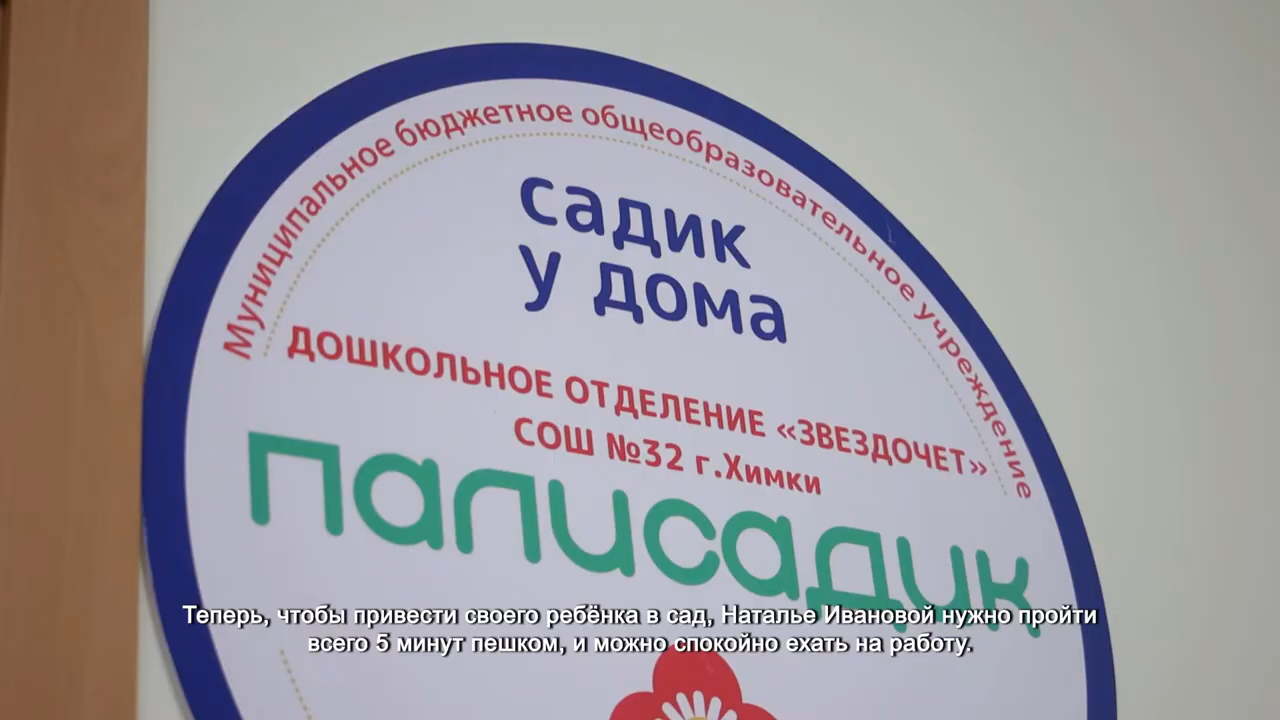 Муниципальное бюджетное общеобразовательное учреждение
садик
у дома
ДОШКОЛЬНОЕ ОТДЕЛЕНИЕ «ЗВЕЗДОЧЕТ»
СОШ №32 г.Химки
палисадик
Теперь, чтобы привести своего ребёнка в сад, Наталье Ивановой нужно пройти
всего 5 минут пешком, и можно спокойно ехать на работу.